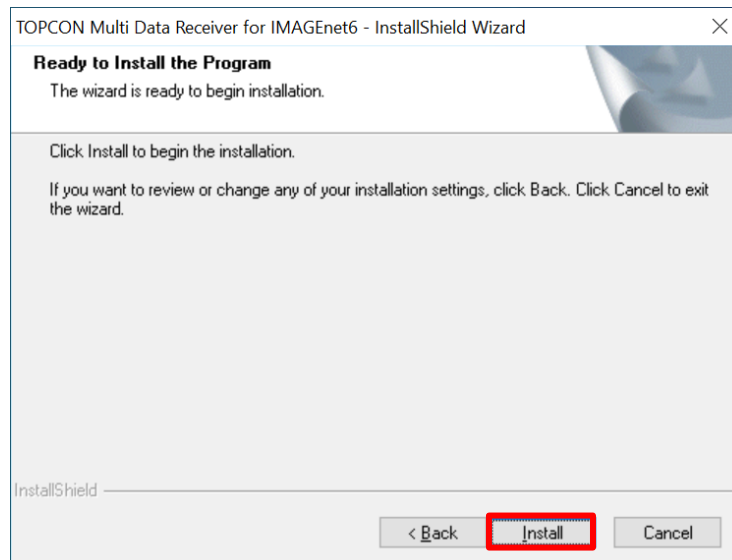 TOPCON Multi Data Receiver for IMAGEnet6 - InstallShield Wizard
Ready to Install the Program
The wizard is ready to begin installation.
Click Install to begin the installation.
If you want to review or change any of your installation settings, click Back. Click Cancel to exit
the wizard.
InstallShield
< Back Install Cancel